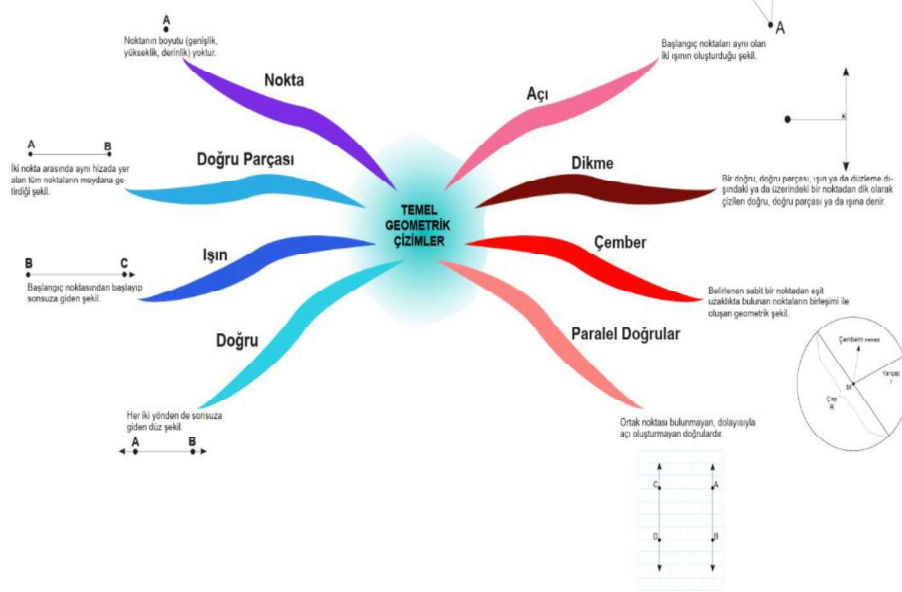 A
Noktanın boyutu (genişlik,
yükseklik, derinlik) yoktur.
Nokta
A B
İki nokta arasında aynı hizada yer
alan tüm noktaların meydana ge
tirdiği şekil.
Doğru Parçası
B C
Başlangıç noktasından başlayıp
sonsuza giden şekil.
Işın
Doğru
Her iki yönden de sonsuza
giden düz şekil.
A B
TEMEL
GEOMETRİK
ÇİZİMLER
A
Başlangıç noktaları aynı olan
iki ışının oluşturduğu şekil.
Açı
Dikme
Bir doğru, doğru parçası, ışın ya da düzleme dı-
şındaki ya da üzerindeki bir noktadan dik olarak
çizilen doğru, doğru parçası ya da ışına denir.
Çember
Belirlenen sabit bir noktadan eşit
uzaklıkta bulunan noktaların birleşimi ile
oluşan geometrik şekil.
Çemberin
M
Yarıçap
r
Çap
R
Paralel Doğrular
Ortak noktası bulunmayan, dolayısıyla
açı oluşturmayan doğrulardır.
C A
D B